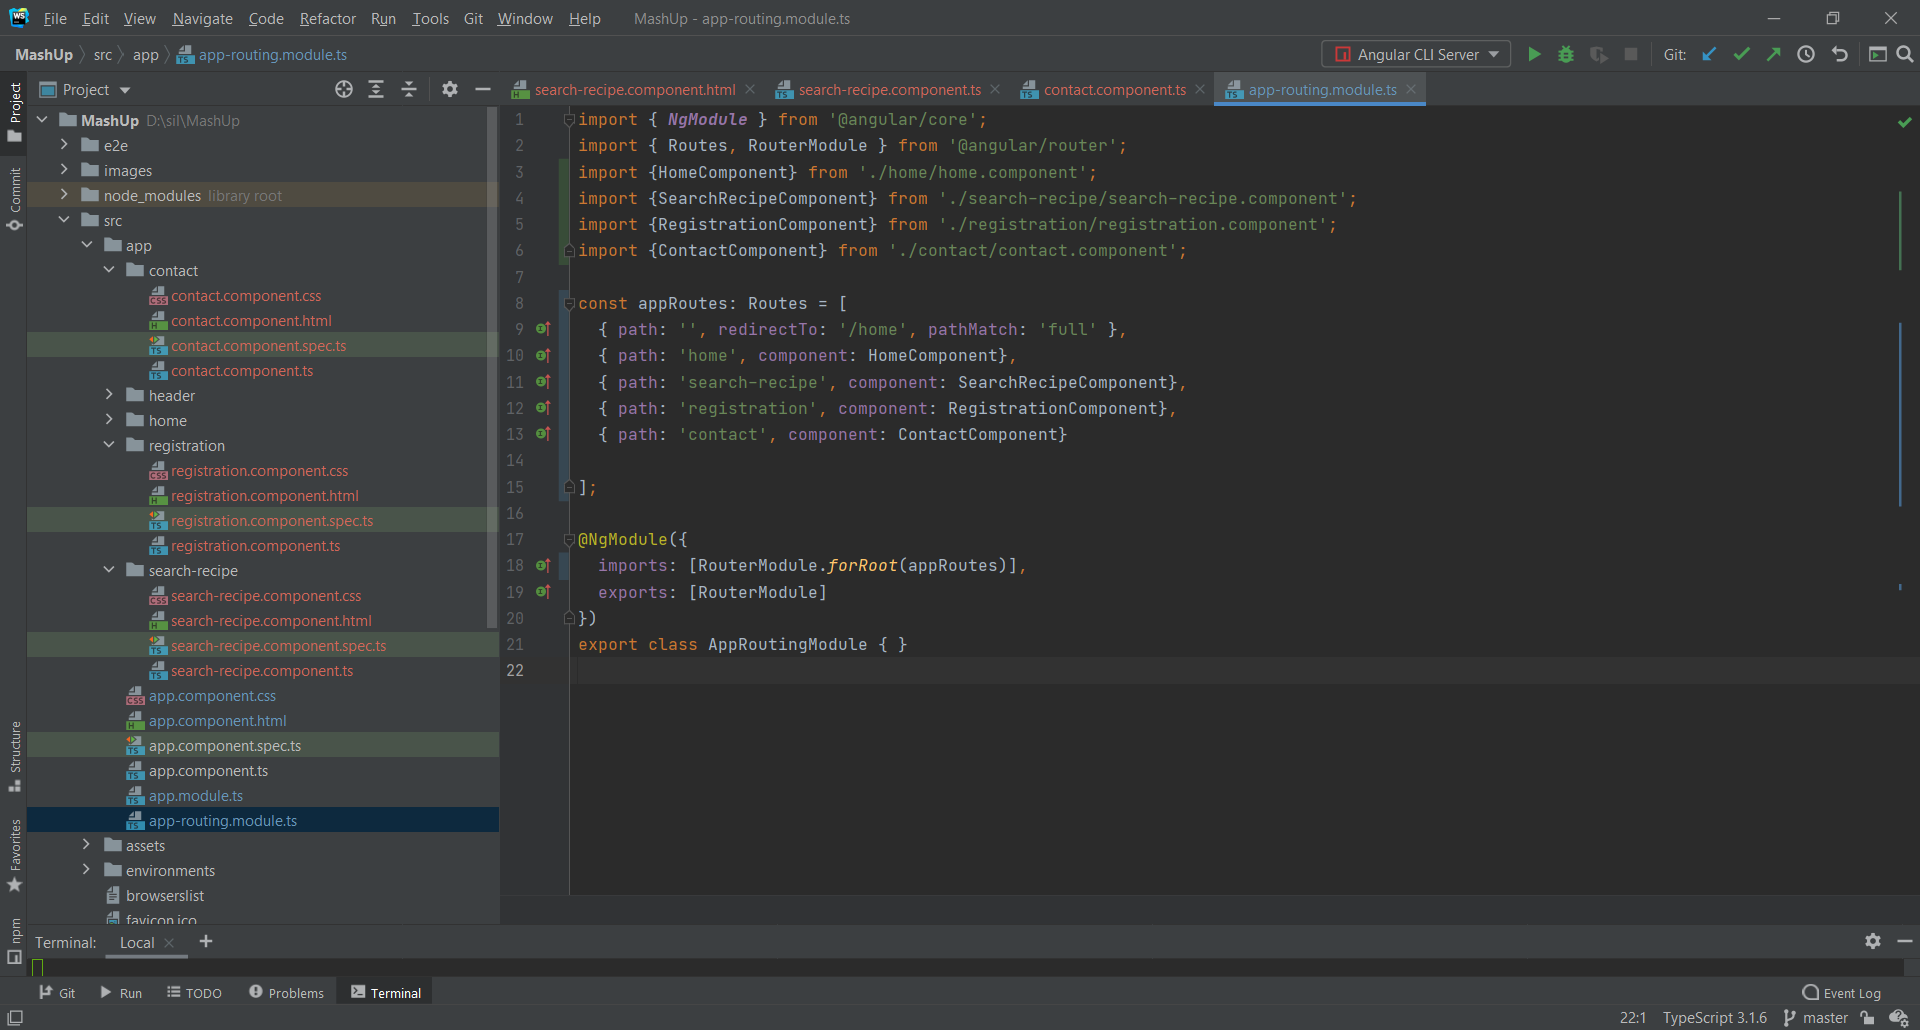 WS File Edit View Navigate Code Refactor Run Tools Git Window Help MashUp - app-routing.module.ts
MashUp src app app-routing.module.ts Angular CLI Server Git:
Project
search-recipe.component.html search-recipe.component.ts contact.component.ts app-routing.module.ts
Project
Commit
Structure
Favorites
npm
MashUp D:\sil\MashUp
e2e
images
node_modules library root
src
app
contact
contact.component.css
contact.component.html
contact.component.spec.ts
contact.component.ts
header
home
registration
registration.component.css
registration.component.html
registration.component.spec.ts
registration.component.ts
search-recipe
search-recipe.component.css
search-recipe.component.html
search-recipe.component.spec.ts
search-recipe.component.ts
app.component.css
app.component.html
app.component.spec.ts
app.component.ts
app.module.ts
app-routing.module.ts
assets
environments
browserslist
favicon.ico
1 import { NgModule } from '@angular/core';
2 import { Routes, RouterModule } from '@angular/router';
3 import {HomeComponent} from './home/home.component';
4 import {SearchRecipeComponent} from './search-recipe/search-recipe.component';
5 import {RegistrationComponent} from './registration/registration.component';
6 import {ContactComponent} from './contact/contact.component';
7
8 const appRoutes: Routes = [
9 { path: '', redirectTo: '/home', pathMatch: 'full' },
10 { path: 'home', component: HomeComponent},
11 { path: 'search-recipe', component: SearchRecipeComponent},
12 { path: 'registration', component: RegistrationComponent},
13 { path: 'contact', component: ContactComponent}
14
15 ];
16
17 @NgModule({
18 imports: [RouterModule.forRoot(appRoutes)],
19 exports: [RouterModule]
20 })
21 export class AppRoutingModule { }
22
Terminal: Local
Git Run TODO Problems Terminal Event Log
22:1 TypeScript 3.1.6 master